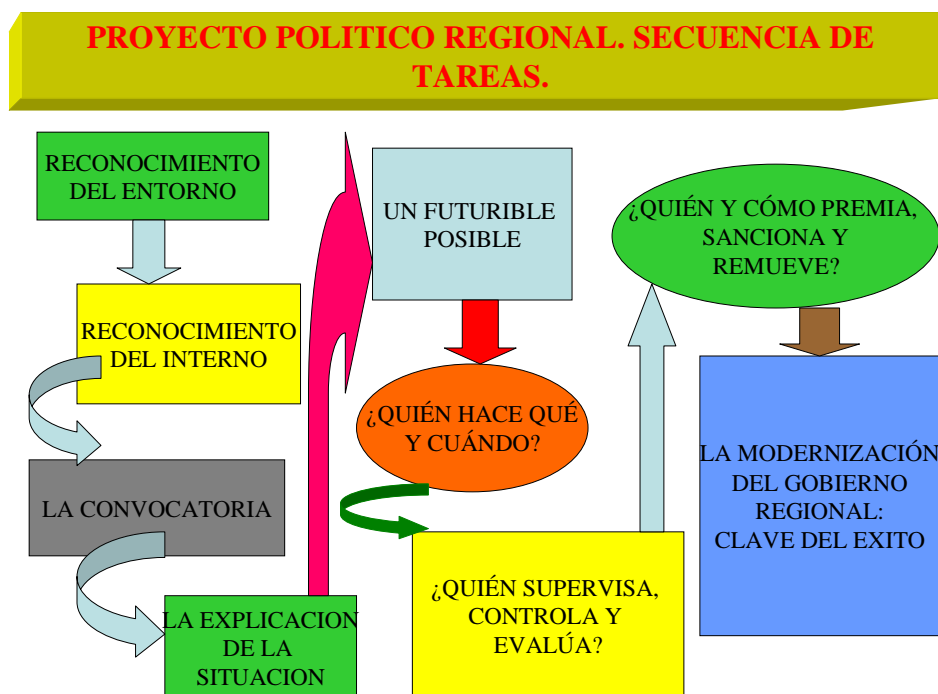 PROYECTO POLITICO REGIONAL. SECUENCIA DE
TAREAS.
RECONOCIMIENTO
DEL ENTORNO
RECONOCIMIENTO
DEL INTERNO
LA CONVOCATORIA
LA EXPLICACION
DE LA
SITUACION
UN FUTURIBLE
POSIBLE
¿QUIÉN HACE QUÉ
Y CUÁNDO?
¿QUIÉN SUPERVISA,
CONTROLA Y
EVALÚA?
¿QUIÉN Y CÓMO PREMIA,
SANCIONA Y
REMUEVE?
LA MODERNIZACIÓN
DEL GOBIERNO
REGIONAL:
CLAVE DEL EXITO